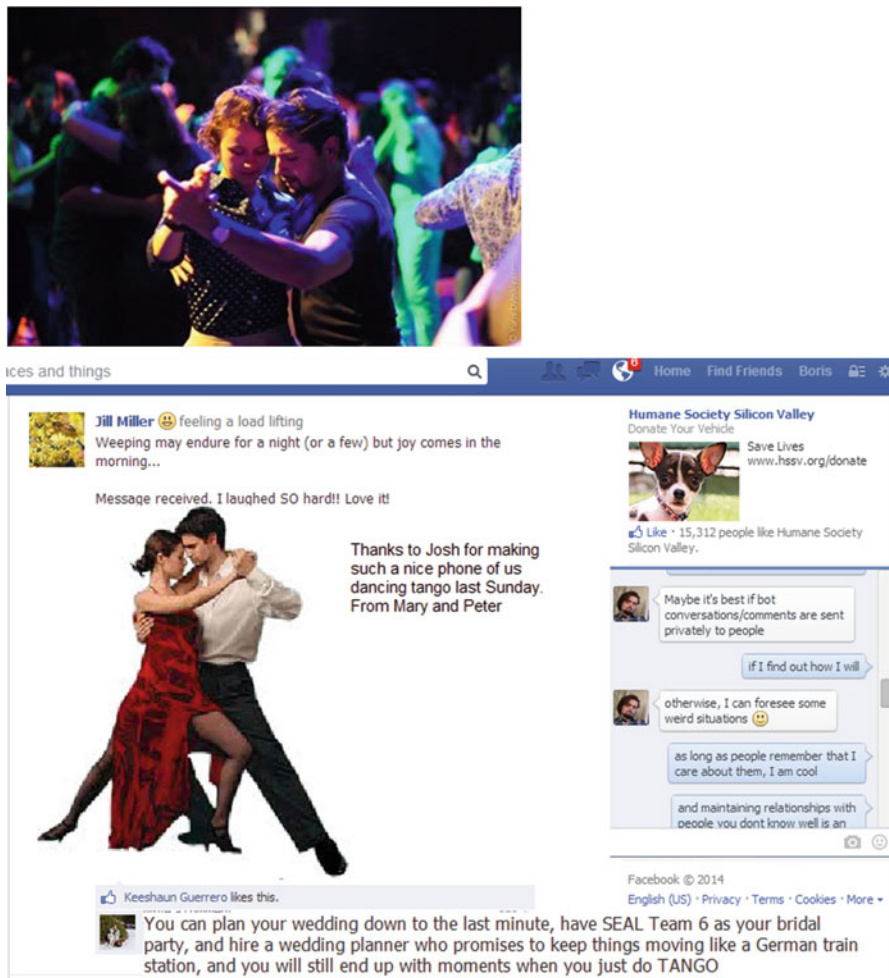 aces and things
6
Home Find Friends Boris
Jill Miller feeling a load lifting
Weeping may endure for a night (or a few) but joy comes in the
morning...
Message received. I laughed SO hard!! Love it!
Thanks to Josh for making
such a nice phone of us
dancing tango last Sunday.
From Mary and Peter
Keeshaun Guerrero likes this.
You can plan your wedding down to the last minute, have SEAL Team 6 as your bridal
party, and hire a wedding planner who promises to keep things moving like a German train
station, and you will still end up with moments when you just do TANGO
Humane Society Silicon Valley
Donate Your Vehicle
Save Lives
www.hssv.org/donate
Like · 15,312 people like Humane Society
Silicon Valley.
Maybe it's best if bot
conversations/comments are sent
privately to people
if I find out how I will
otherwise, I can foresee some
weird situations
as long as people remember that I
care about them, I am cool
and maintaining relationships with
people you dont know well is an
Facebook © 2014
English (US) · Privacy · Terms · Cookies · More